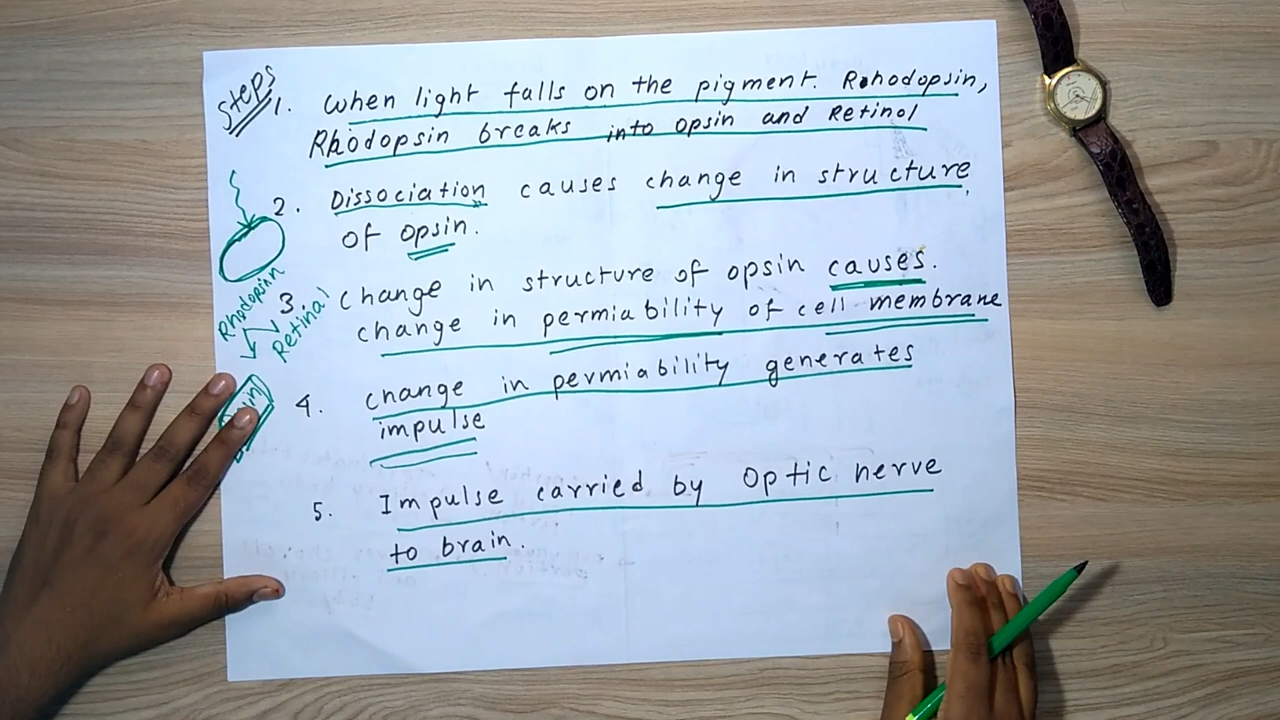 Steps
1. When light falls on the pigment. Rohodopsin,
Rhodopsin breaks into opsin and Retinol
2. Dissociation causes change in structure
of opsin.
Rhodopsin
Retinal
3 change in structure of opsin causes.
change in permiability of cell membrane
4. change in permiability generates
impulse
5. Impulse carried by Optic nerve
to brain.